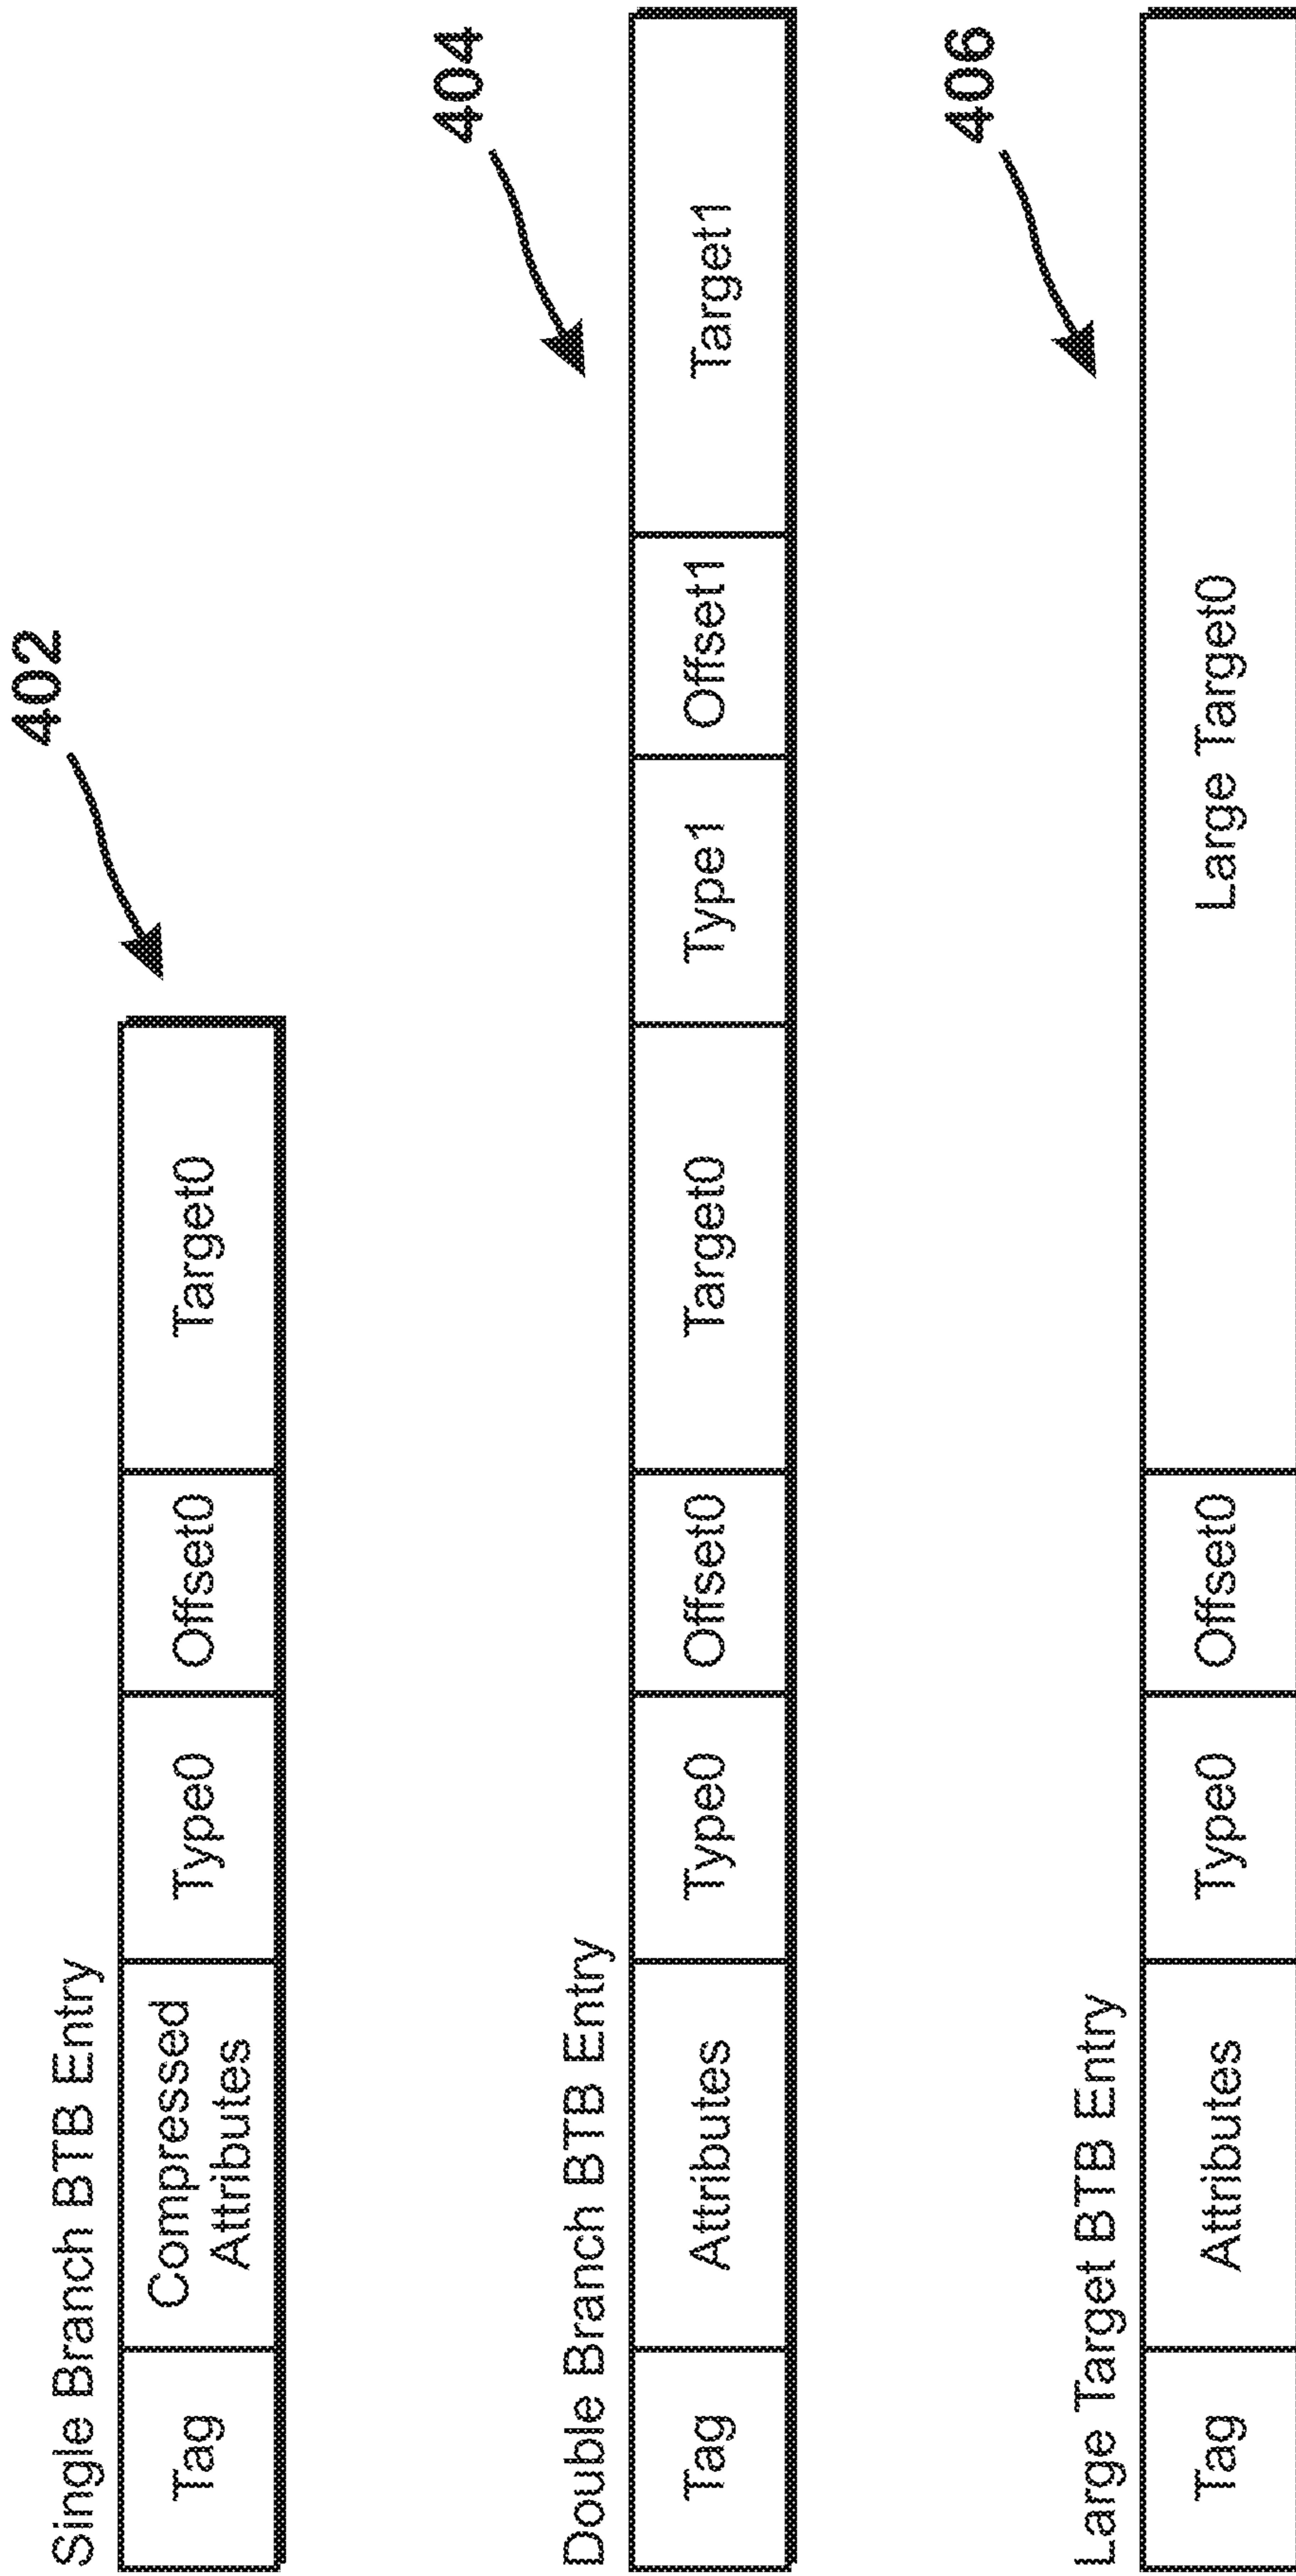 Single Branch BTB Entry
402
Tag
Compressed
Attributes
Type0
Offset0
Target0
Double Branch BTB Entry
404
Tag
Attributes
Type0
Offset0
Target0
Type1
Offset1
Target1
Large Target BTB Entry
406
Tag
Attributes
Type0
Offset0
Large Target0